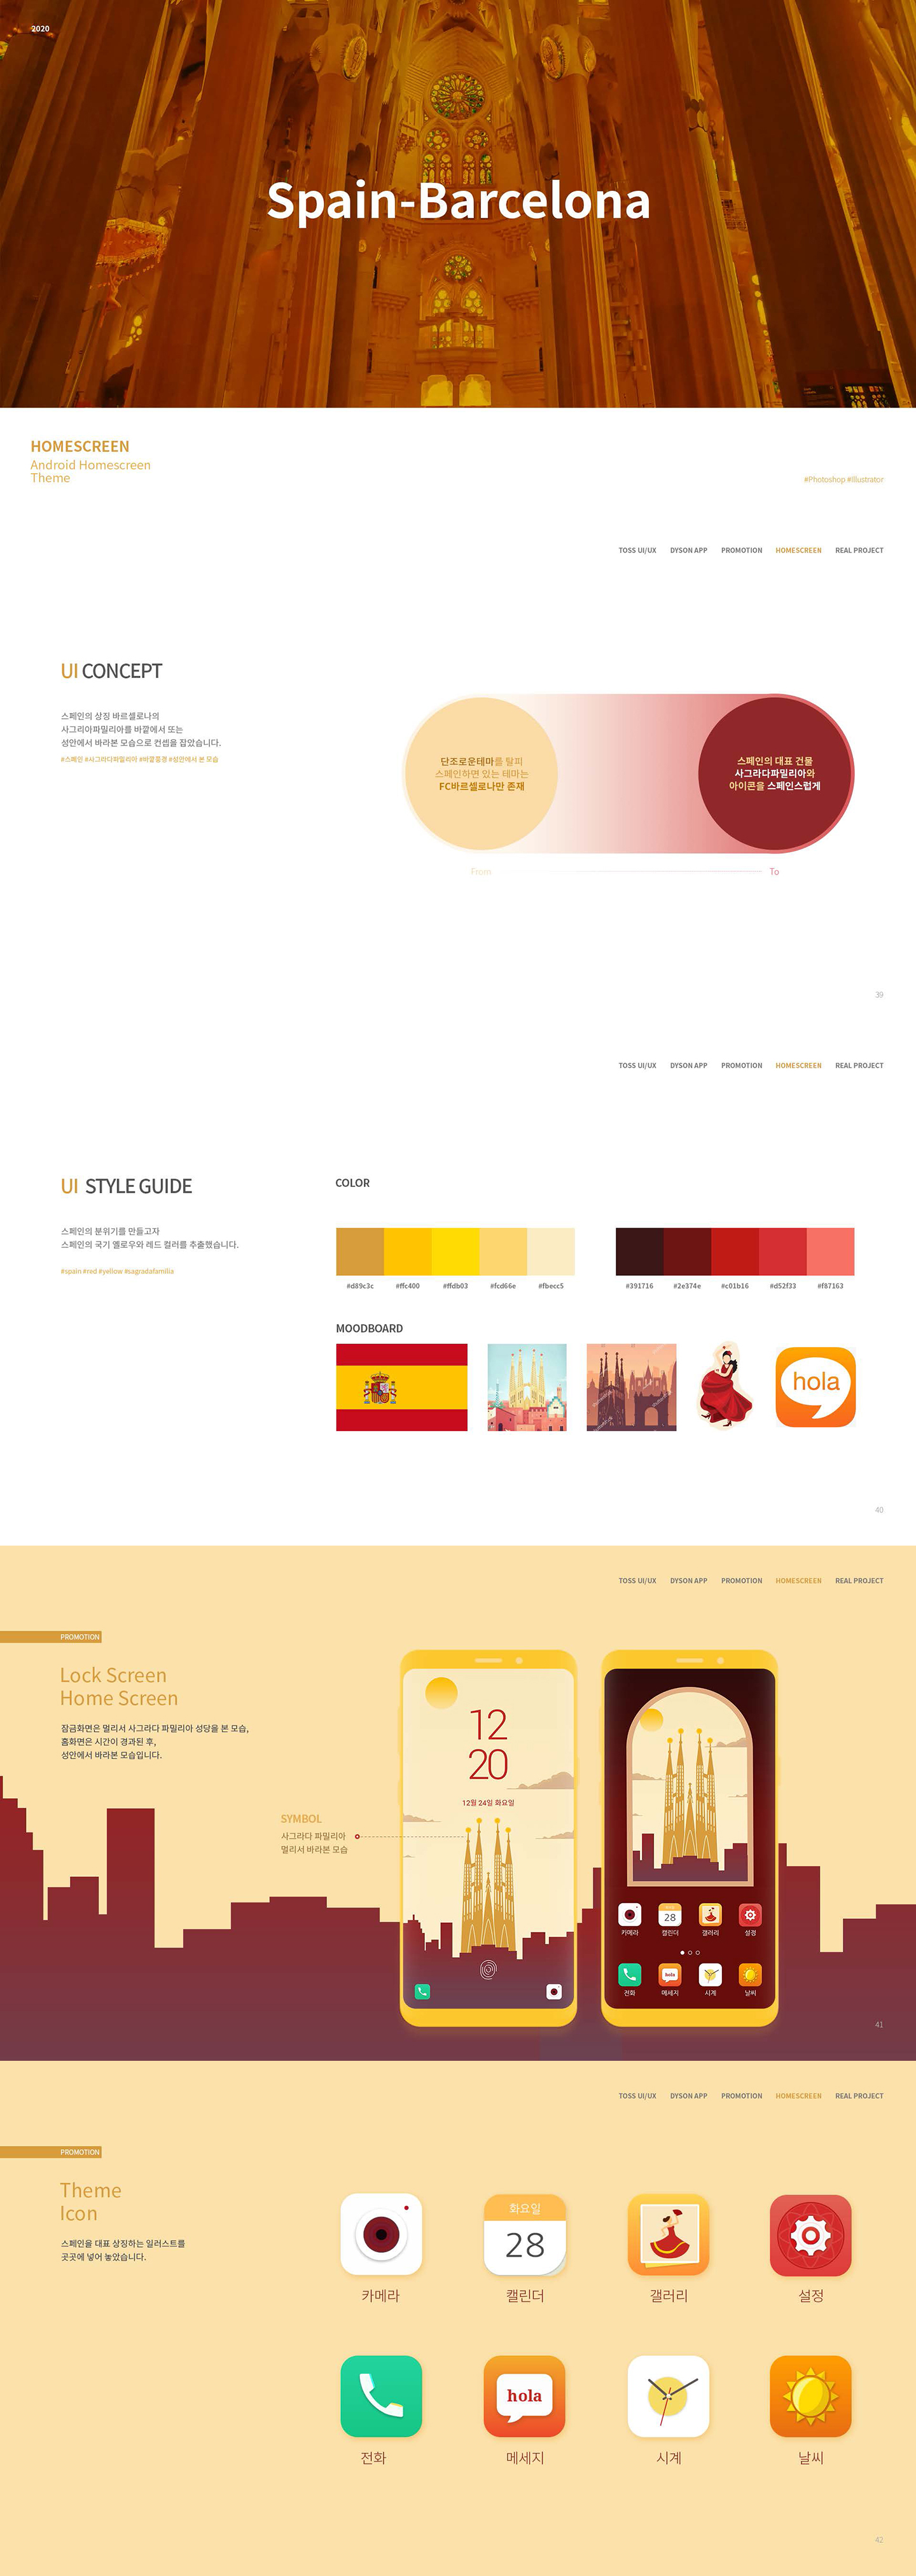 2020
Spain-Barcelona
HOMESCREEN
Android Homescreen
Theme
#Photoshop #Illustrator
TOSS UI/UX DYSON APP PROMOTION HOMESCREEN REAL PROJECT
UI CONCEPT
스페인의 상징 바르셀로나의
사그리아파밀리아를 바깥에서 또는
성안에서 바라본 모습으로 컨셉을 잡았습니다.
#스페인 #사그라다파밀리아 #바깥풍경 #성안에서 본 모습
단조로운테마를 탈피
스페인하면 있는 테마는
FC바르셀로나만 존재
스페인의 대표 건물
사그라다파밀리아와
아이콘을 스페인스럽게
From
To
39
TOSS UI/UX DYSON APP PROMOTION HOMESCREEN REAL PROJECT
UI STYLE GUIDE
스페인의 분위기를 만들고자
스페인의 국기 옐로우와 레드 컬러를 추출했습니다.
#spain #red #yellow #sagradafamilia
COLOR
#d89c3c #ffc400 #ffdb03 #fcd66e #fbecc5
#391716 #2e374e #c01b16 #d52f33 #f87163
MOODBOARD
hola
40
TOSS UI/UX DYSON APP PROMOTION HOMESCREEN REAL PROJECT
PROMOTION
Lock Screen
Home Screen
잠금화면은 멀리서 사그라다 파밀리아 성당을 본 모습,
홈화면은 시간이 경과된 후,
성안에서 바라본 모습입니다.
SYMBOL
사그라다 파밀리아
멀리서 바라본 모습
12
20
12월 24일 화요일
28
카메라 캘린더 갤러리 설정
hola
전화 메세지 시계 날씨
41
TOSS UI/UX DYSON APP PROMOTION HOMESCREEN REAL PROJECT
PROMOTION
Theme
Icon
스페인을 대표 상징하는 일러스트를
곳곳에 넣어 놓았습니다.
화요일
28
카메라 캘린더 갤러리 설정
hola
전화 메세지 시계 날씨
42